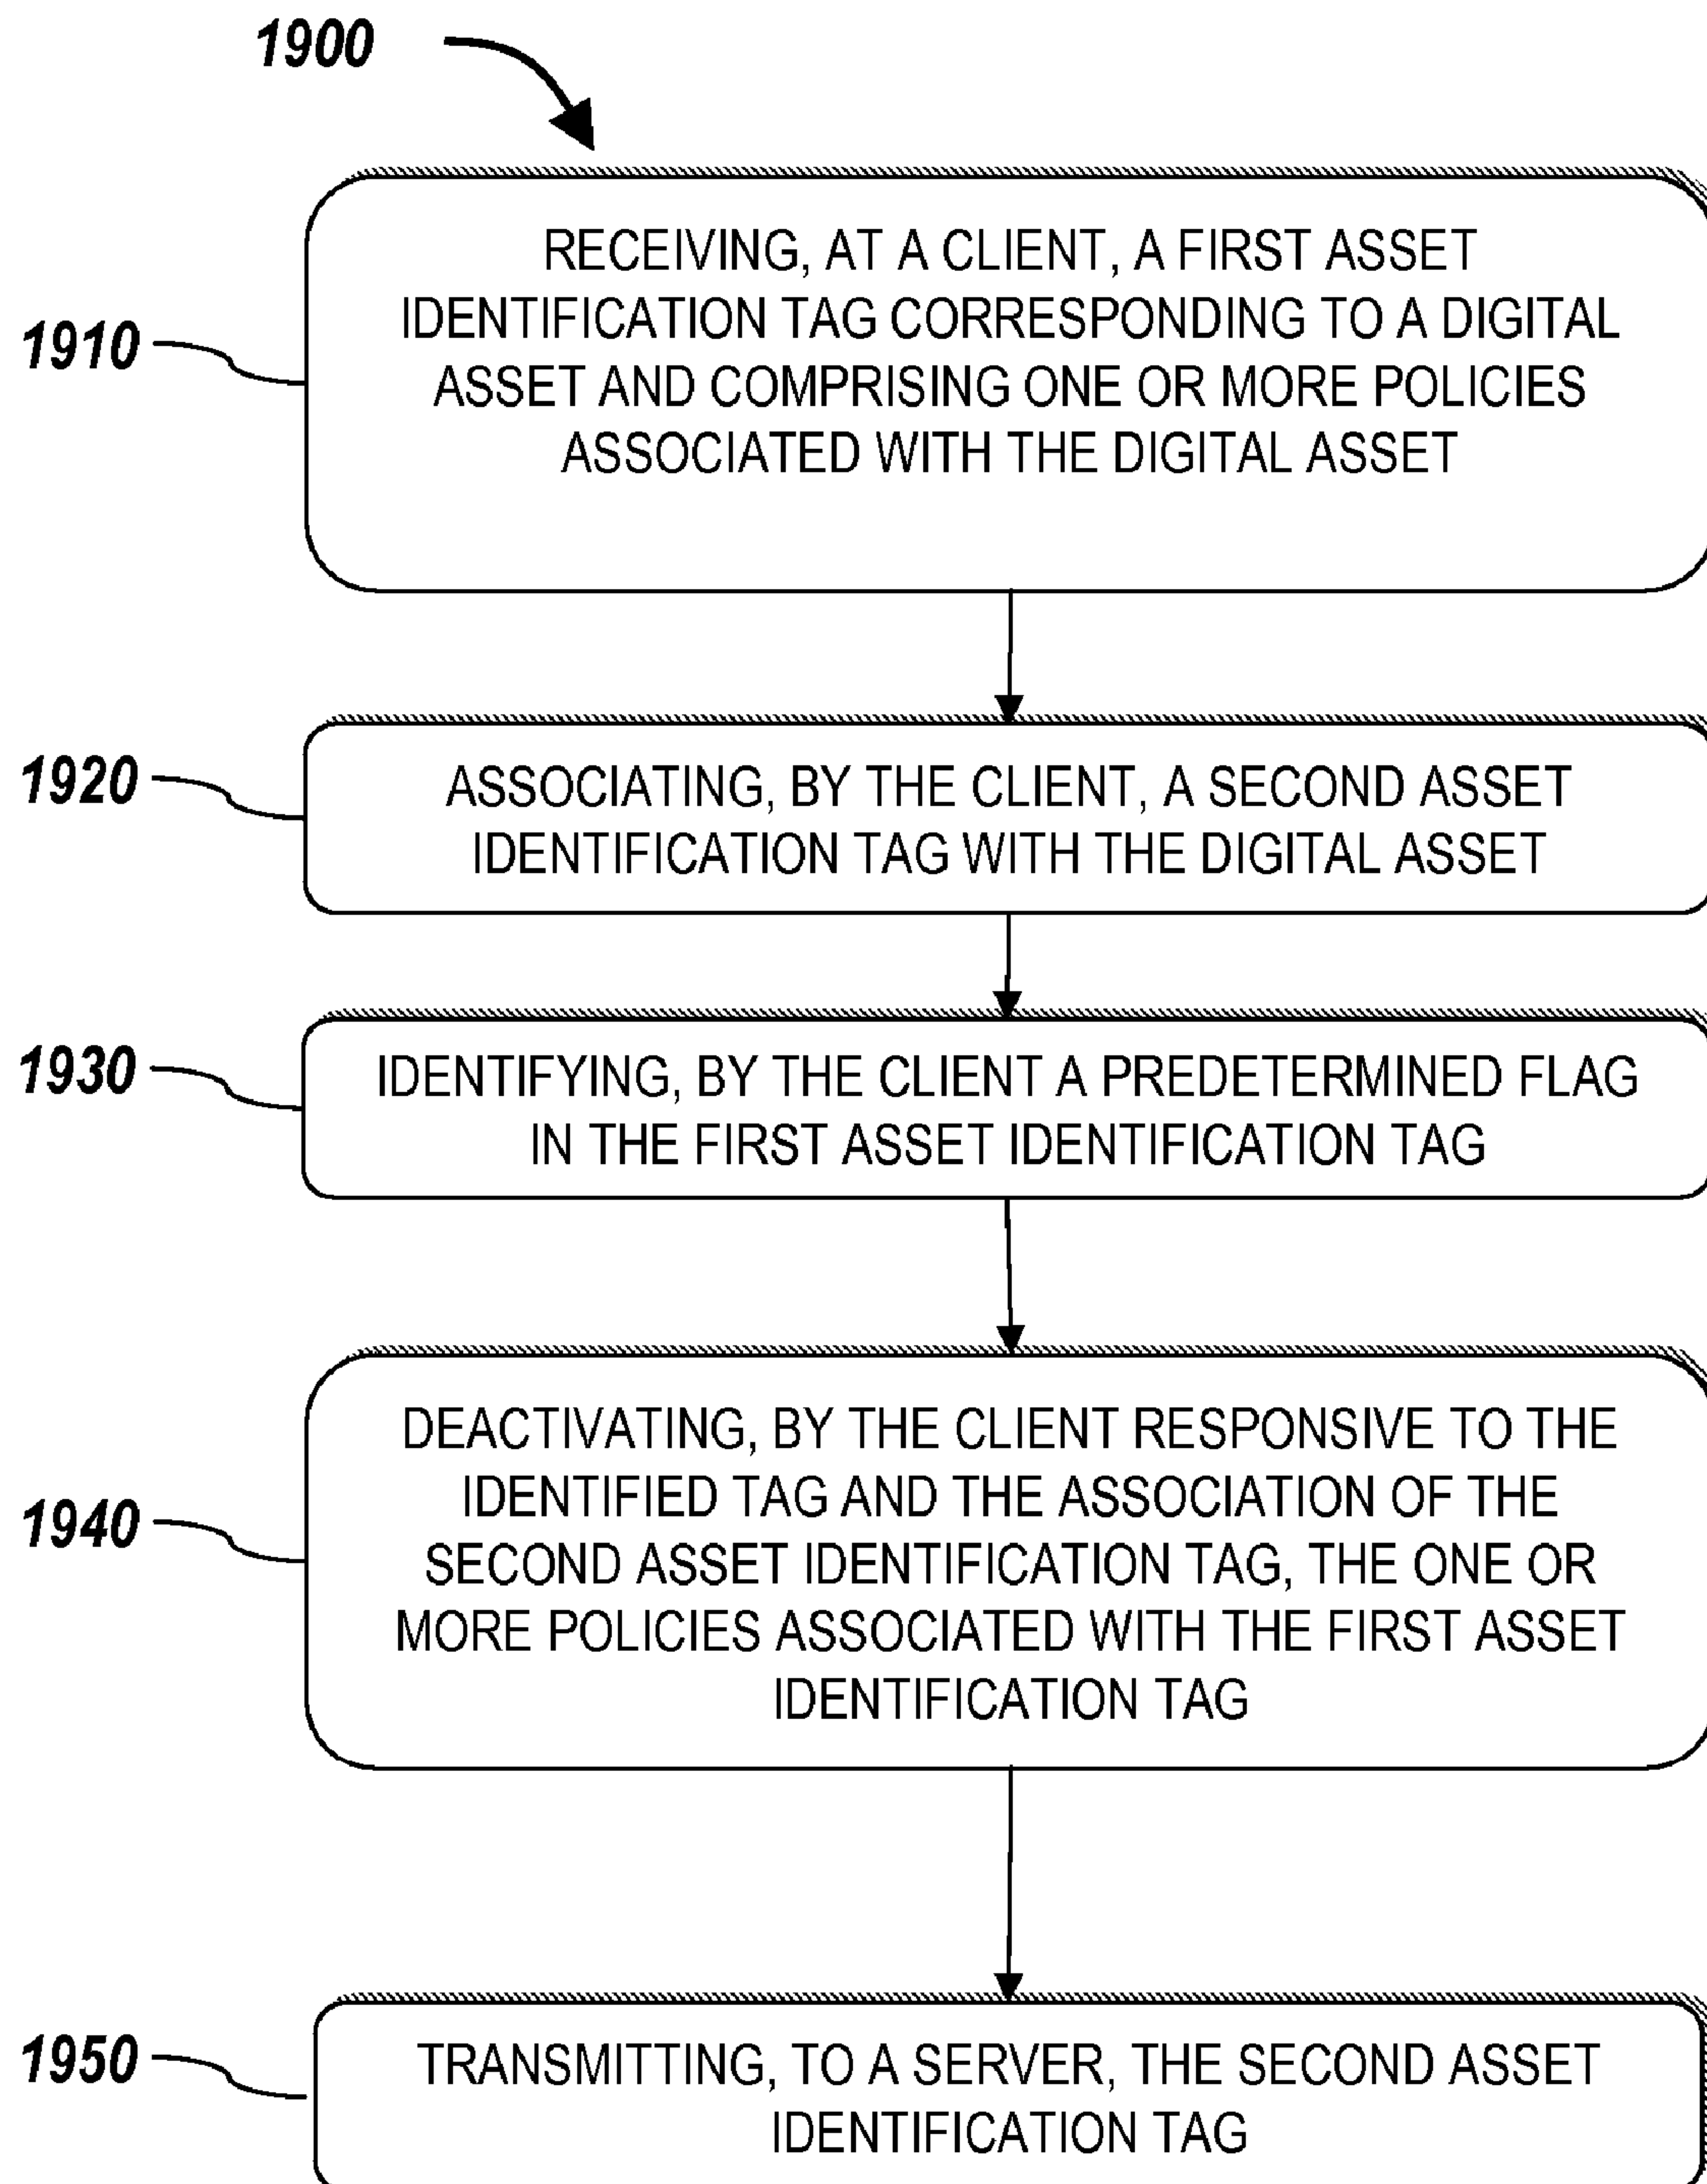 1900
RECEIVING, AT A CLIENT, A FIRST ASSET
IDENTIFICATION TAG CORRESPONDING TO A DIGITAL
ASSET AND COMPRISING ONE OR MORE POLICIES
ASSOCIATED WITH THE DIGITAL ASSET
1910
ASSOCIATING, BY THE CLIENT, A SECOND ASSET
IDENTIFICATION TAG WITH THE DIGITAL ASSET
1920
IDENTIFYING, BY THE CLIENT A PREDETERMINED FLAG
IN THE FIRST ASSET IDENTIFICATION TAG
1930
DEACTIVATING, BY THE CLIENT RESPONSIVE TO THE
IDENTIFIED TAG AND THE ASSOCIATION OF THE
SECOND ASSET IDENTIFICATION TAG, THE ONE OR
MORE POLICIES ASSOCIATED WITH THE FIRST ASSET
IDENTIFICATION TAG
1940
TRANSMITTING, TO A SERVER, THE SECOND ASSET
IDENTIFICATION TAG
1950